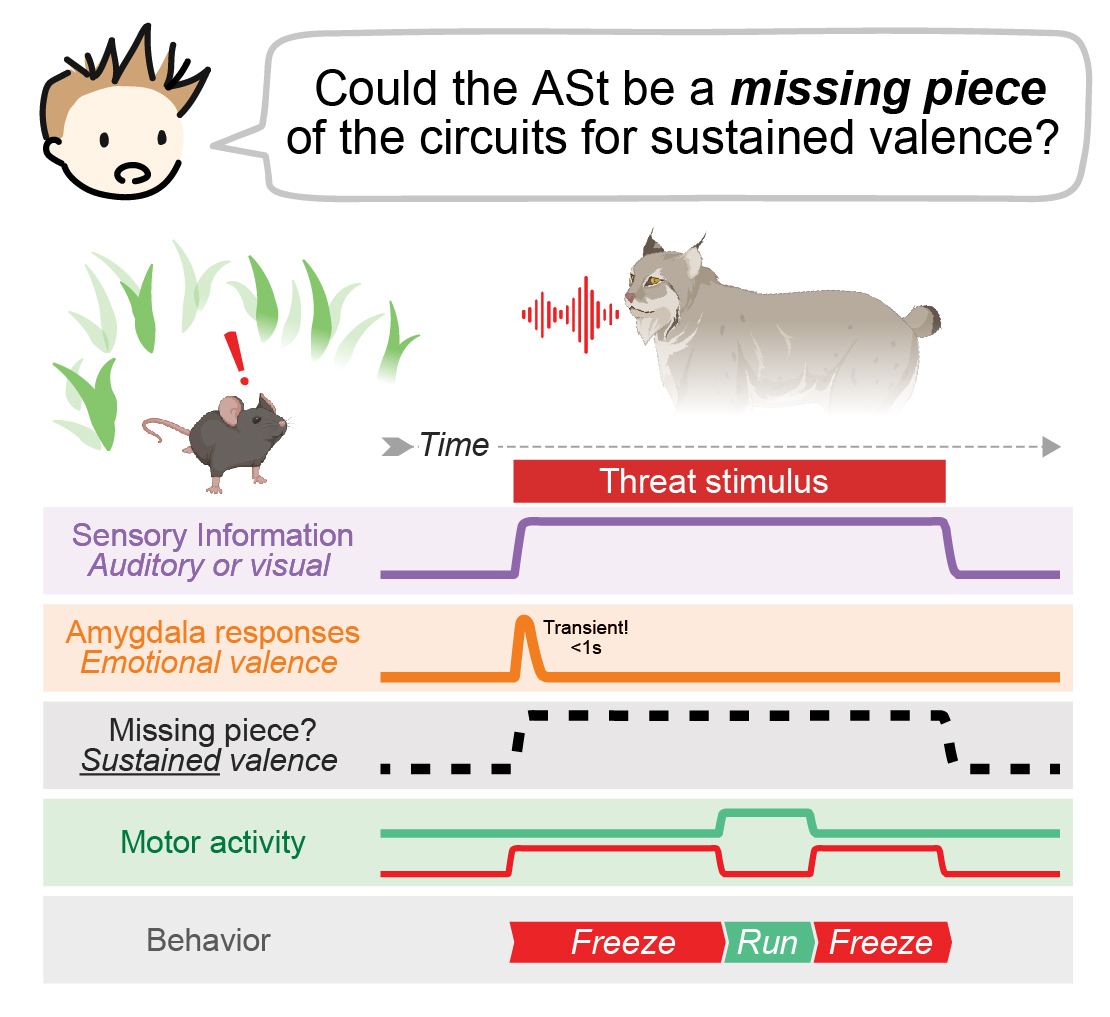 Could the ASt be a missing piece
of the circuits for sustained valence?
!
Time
Threat stimulus
Sensory Information
Auditory or visual
Amygdala responses
Emotional valence
Transient!
<1s
Missing piece?
Sustained valence
Motor activity
Behavior
Freeze
Run
Freeze